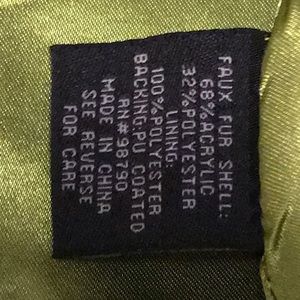 FAUX FUR SHELL:
68%ACRYLIC
32%POLYESTER
LINING:
100%POLYESTER
BACKING:PU COATED
RN#98790
MADE IN CHINA
SEE REVERSE
FOR CARE